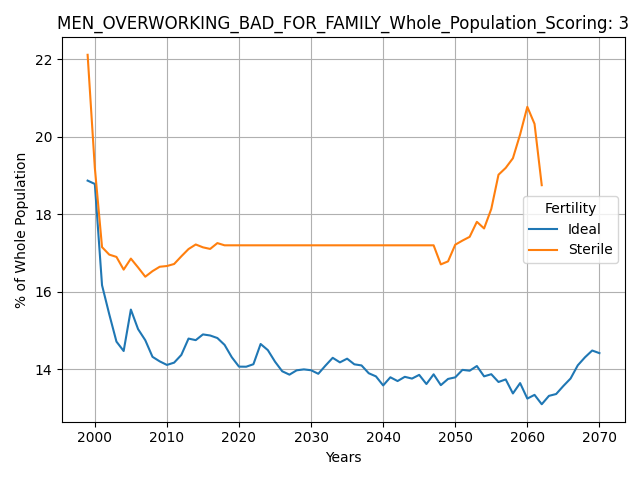 MEN_OVERWORKING_BAD_FOR_FAMILY_Whole_Population_Scoring: 3
% of Whole Population
22
20
18
16
14
Fertility
Ideal
Sterile
2000 2010 2020 2030 2040 2050 2060 2070
Years